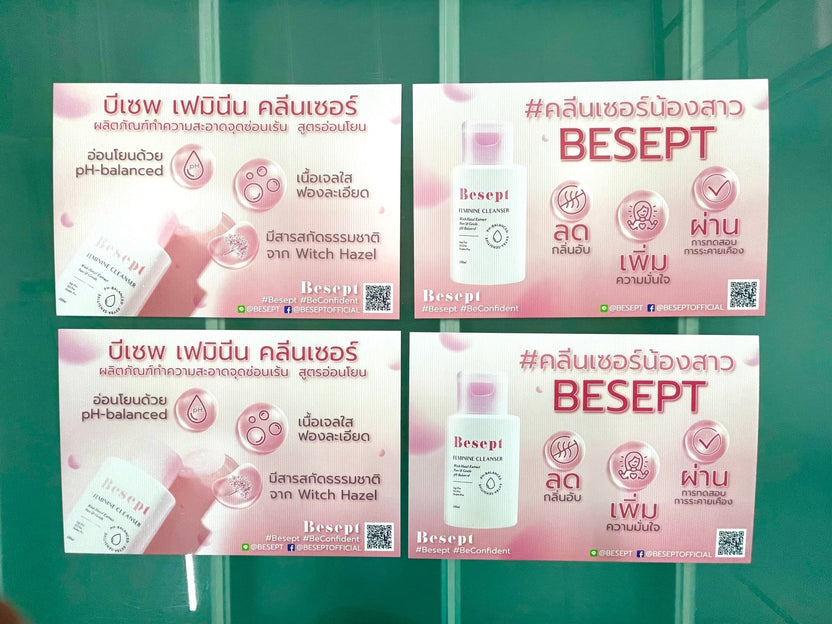 บีเซพ เฟมินีน คลีนเซอร์
ผลิตภัณฑ์ทำความสะอาดจุดซ่อนเร้น สูตรอ่อนโยน
อ่อนโยนด้วย
pH-balanced
pH
เนื้อเจลใส
ฟองละเอียด
มีสารสกัดธรรมชาติ
จาก Witch Hazel
Besept
FEMININE CLEANSER
Besept
#Besept #BeConfident
@BESEPT @BESEPTOFFICIAL
#คลีนเซอร์น้องสาว
BESEPT
Besept
FEMININE CLEANSER
Witch Hazel Extract
Pure & Gentle
pH Balanced
ลด
กลิ่นอับ
เพิ่ม
ความมั่นใจ
ผ่าน
การทดสอบ
การระคายเคือง
Besept
#Besept #BeConfident
@BESEPT @BESEPTOFFICIAL
บีเซพ เฟมินีน คลีนเซอร์
ผลิตภัณฑ์ทำความสะอาดจุดซ่อนเร้น สูตรอ่อนโยน
อ่อนโยนด้วย
pH-balanced
pH
เนื้อเจลใส
ฟองละเอียด
มีสารสกัดธรรมชาติ
จาก Witch Hazel
Besept
FEMININE CLEANSER
Besept
#Besept #BeConfident
@BESEPT @BESEPTOFFICIAL
#คลีนเซอร์น้องสาว
BESEPT
Besept
FEMININE CLEANSER
Witch Hazel Extract
Pure & Gentle
pH Balanced
ลด
กลิ่นอับ
เพิ่ม
ความมั่นใจ
ผ่าน
การทดสอบ
การระคายเคือง
Besept
#Besept #BeConfident
@BESEPT @BESEPTOFFICIAL